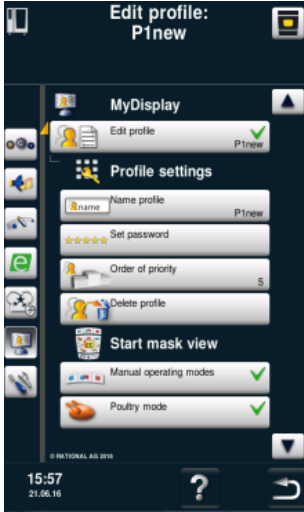 Edit profile:
P1new
MyDisplay
Edit profile
P1new
Profile settings
name
Name profile
P1new
Set password
Order of priority
5
Delete profile
Start mask view
Manual operating modes
Poultry mode
© RATIONAL AG 2016
15:57
21.06.16
?